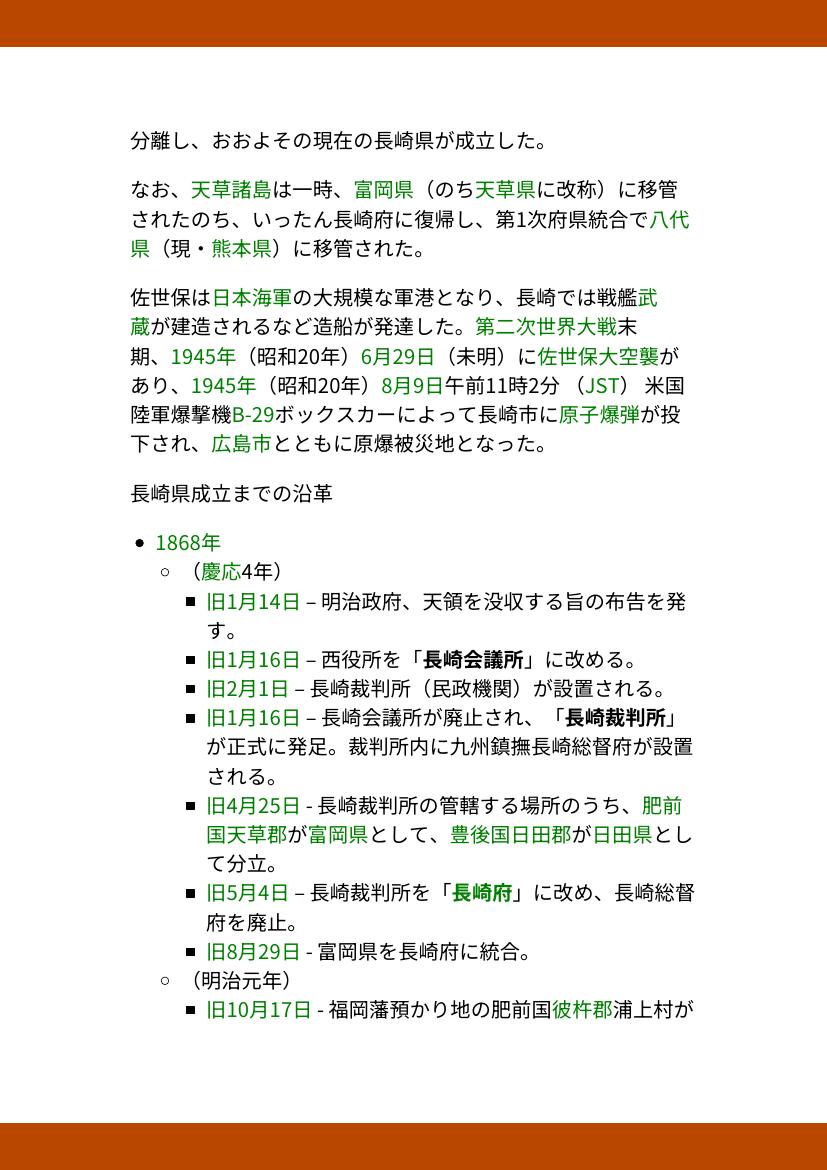 分離し、おおよその現在の長崎県が成立した。
なお、天草諸島は一時、富岡県（のち天草県に改称）に移管
されたのち、いったん長崎府に復帰し、第1次府県統合で八代
県（現・熊本県）に移管された。
佐世保は日本海軍の大規模な軍港となり、長崎では戦艦武
蔵が建造されるなど造船が発達した。第二次世界大戦末
期、1945年（昭和20年）6月29日（未明）に佐世保大空襲が
あり、1945年（昭和20年）8月9日午前11時2分 （JST） 米国
陸軍爆撃機B-29ボックスカーによって長崎市に原子爆弾が投
下され、広島市とともに原爆被災地となった。
長崎県成立までの沿革
• 1868年
○ （慶応4年）
■ 旧1月14日 – 明治政府、天領を没収する旨の布告を発
す。
■ 旧1月16日 – 西役所を「長崎会議所」に改める。
■ 旧2月1日 – 長崎裁判所（民政機関）が設置される。
■ 旧1月16日 – 長崎会議所が廃止され、「長崎裁判所」
が正式に発足。裁判所内に九州鎮撫長崎総督府が設置
される。
■ 旧4月25日 - 長崎裁判所の管轄する場所のうち、肥前
国天草郡が富岡県として、豊後国日田郡が日田県とし
て分立。
■ 旧5月4日 – 長崎裁判所を「長崎府」に改め、長崎総督
府を廃止。
■ 旧8月29日 - 富岡県を長崎府に統合。
○ （明治元年）
■ 旧10月17日 - 福岡藩預かり地の肥前国彼杵郡浦上村が